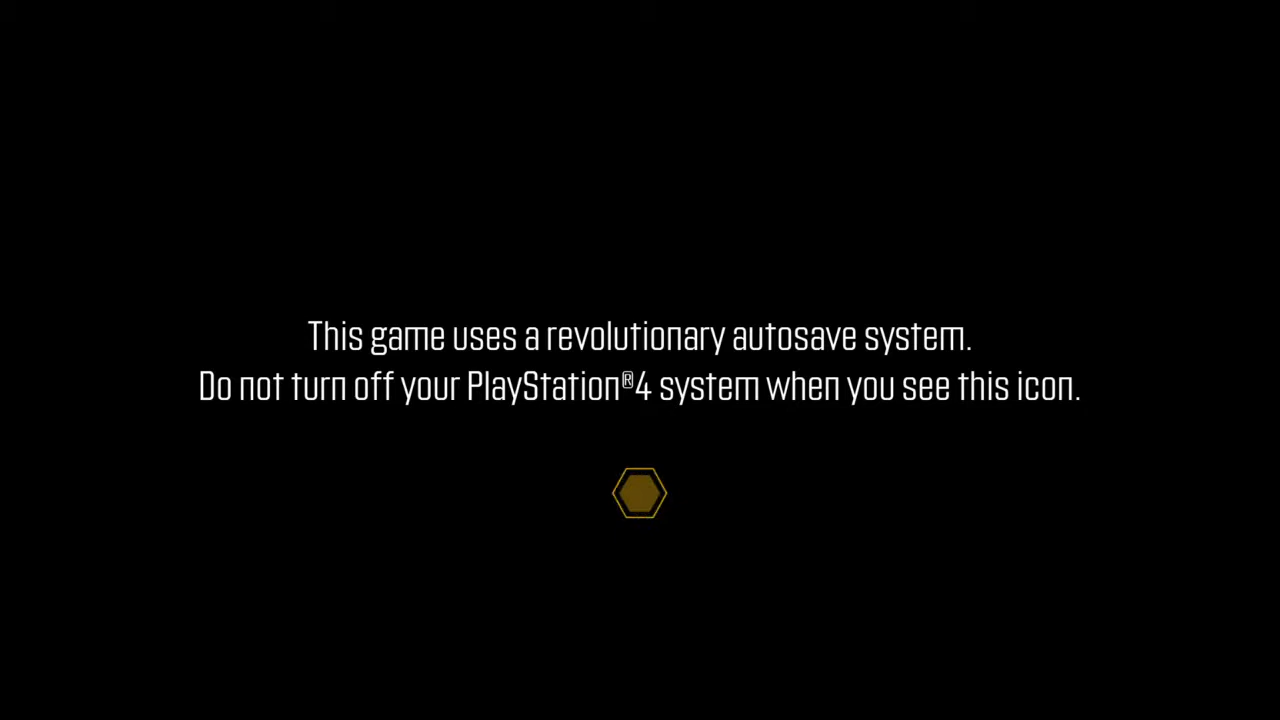 This game uses a revolutionary autosave system.
Do not turn off your PlayStation®4 system when you see this icon.